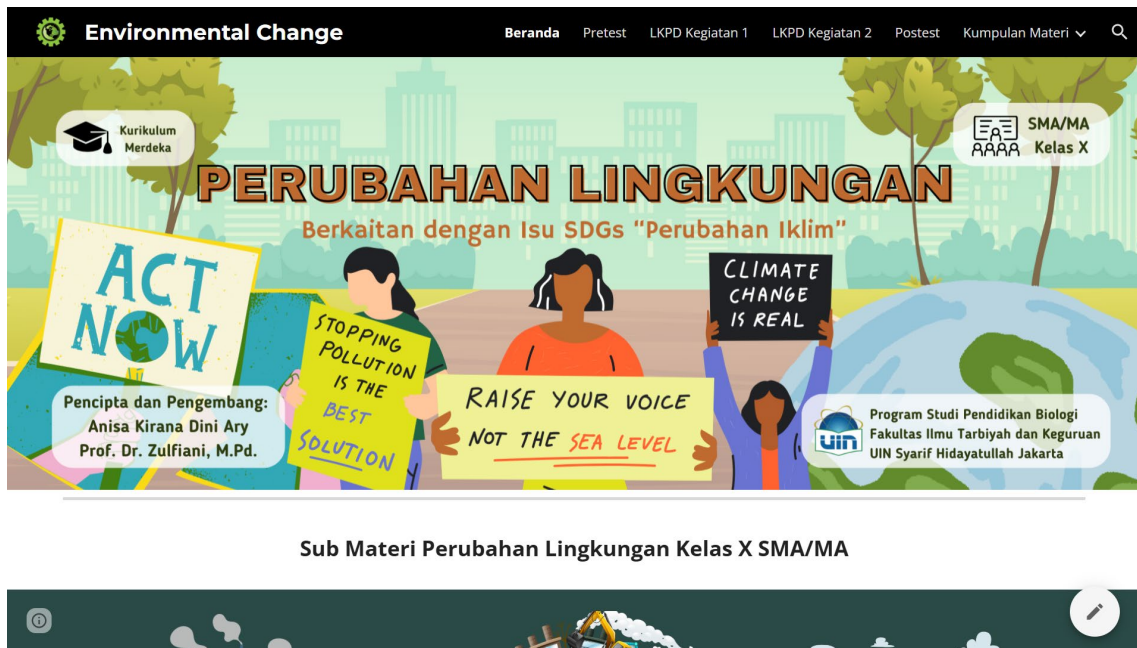 Environmental Change
Beranda Pretest LKPD Kegiatan 1 LKPD Kegiatan 2 Postest Kumpulan Materi
Kurikulum
Merdeka
SMA/MA
Kelas X
PERUBAHAN LINGKUNGAN
Berkaitan dengan Isu SDGs "Perubahan Iklim"
ACT
NOW
STOPPING
POLLUTION
IS THE
BEST
SOLUTION
RAISE YOUR VOICE
NOT THE SEA LEVEL
CLIMATE
CHANGE
IS REAL
Pencipta dan Pengembang:
Anisa Kirana Dini Ary
Prof. Dr. Zulfiani, M.Pd.
UIN
Program Studi Pendidikan Biologi
Fakultas Ilmu Tarbiyah dan Keguruan
UIN Syarif Hidayatullah Jakarta
Sub Materi Perubahan Lingkungan Kelas X SMA/MA